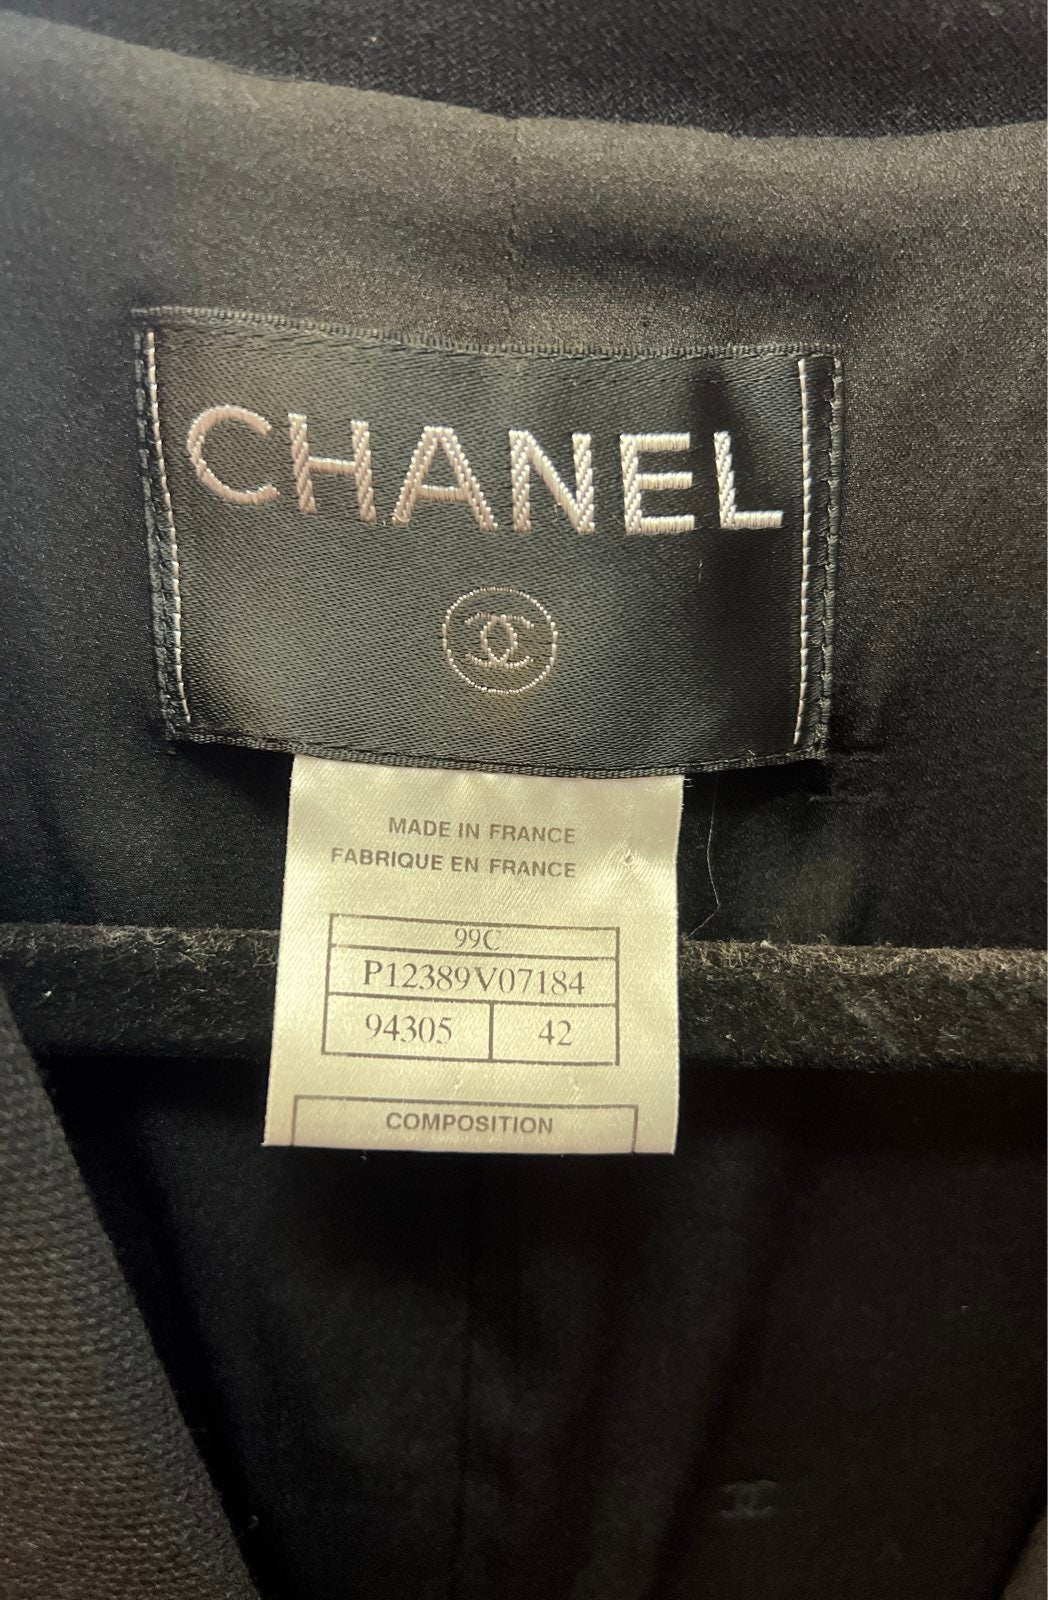 CHANEL
MADE IN FRANCE
FABRIQUE EN FRANCE
99C
P12389V07184
94305 42
COMPOSITION